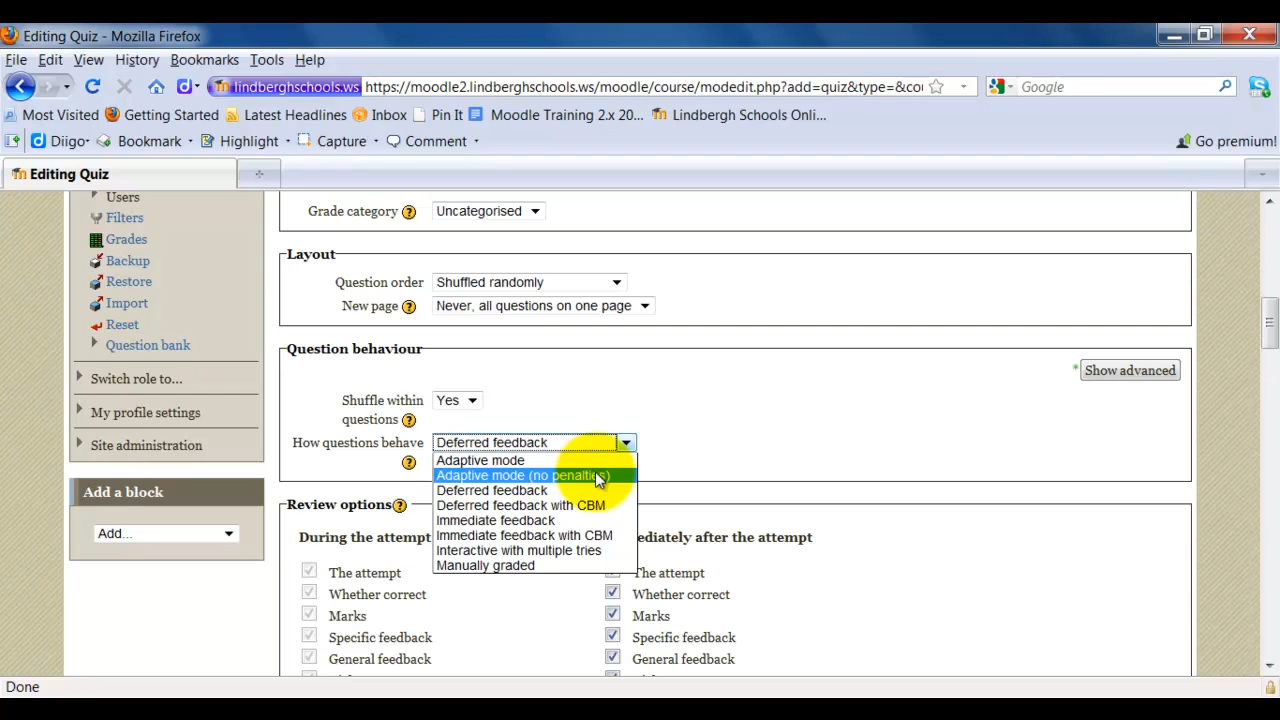 Editing Quiz - Mozilla Firefox
File Edit View History Bookmarks Tools Help
lindberghschools.ws https://moodle2.lindberghschools.ws/moodle/course/modedit.php?add=quiz&type=&cou Google
Most Visited Getting Started Latest Headlines Inbox Pin It Moodle Training 2.x 20... Lindbergh Schools Onli...
Diigo Bookmark Highlight Capture Comment Go premium!
Editing Quiz
Users
Filters
Grades
Backup
Restore
Import
Reset
Question bank
Switch role to...
My profile settings
Site administration
Add a block
Add...
Grade category Uncategorised
Layout
Question order Shuffled randomly
New page Never, all questions on one page
Question behaviour
* Show advanced
Shuffle within questions Yes
How questions behave Deferred feedback
Adaptive mode
Adaptive mode (no penalties)
Deferred feedback
Deferred feedback with CBM
Immediate feedback
Immediate feedback with CBM
Interactive with multiple tries
Manually graded
Review options
During the attempt
The attempt
Whether correct
Marks
Specific feedback
General feedback
ediately after the attempt
The attempt
Whether correct
Marks
Specific feedback
General feedback
Done